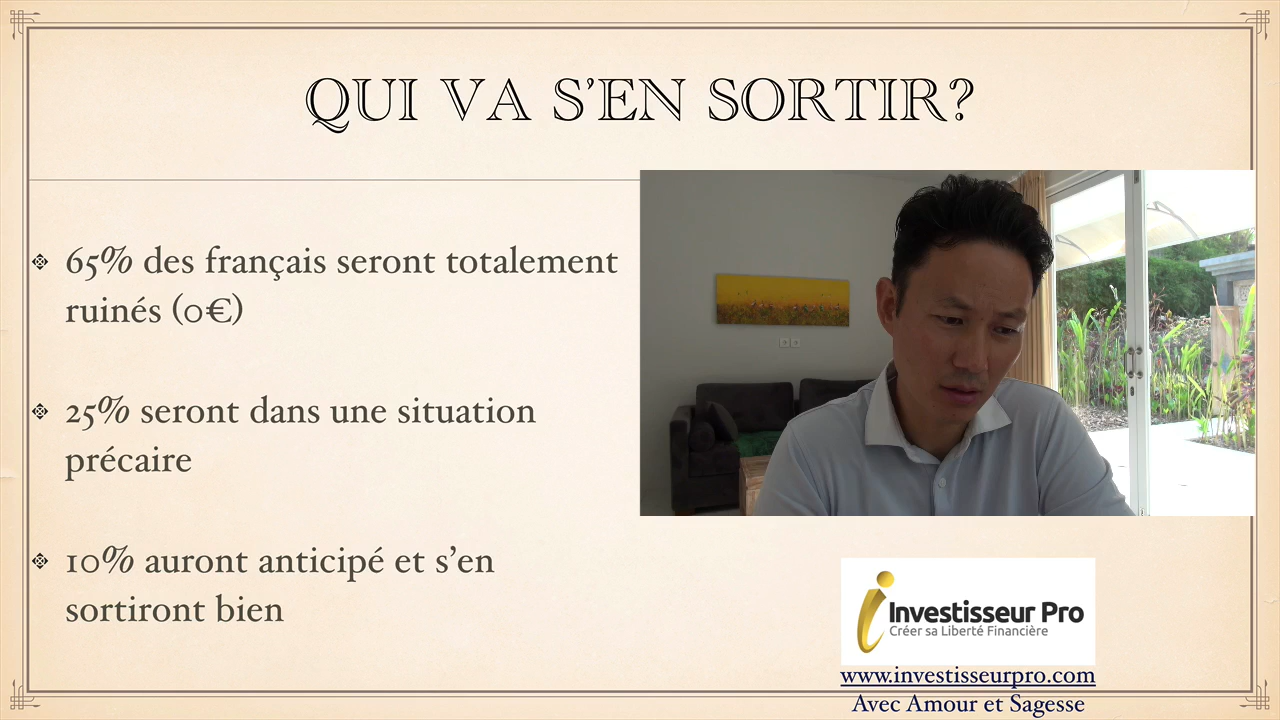 QUI VA S'EN SORTIR?
65% des français seront totalement
ruinés (0€)
25% seront dans une situation
précaire
10% auront anticipé et s'en
sortiront bien
Investisseur Pro
Créer sa Liberté Financière
www.investisseurpro.com
Avec Amour et Sagesse